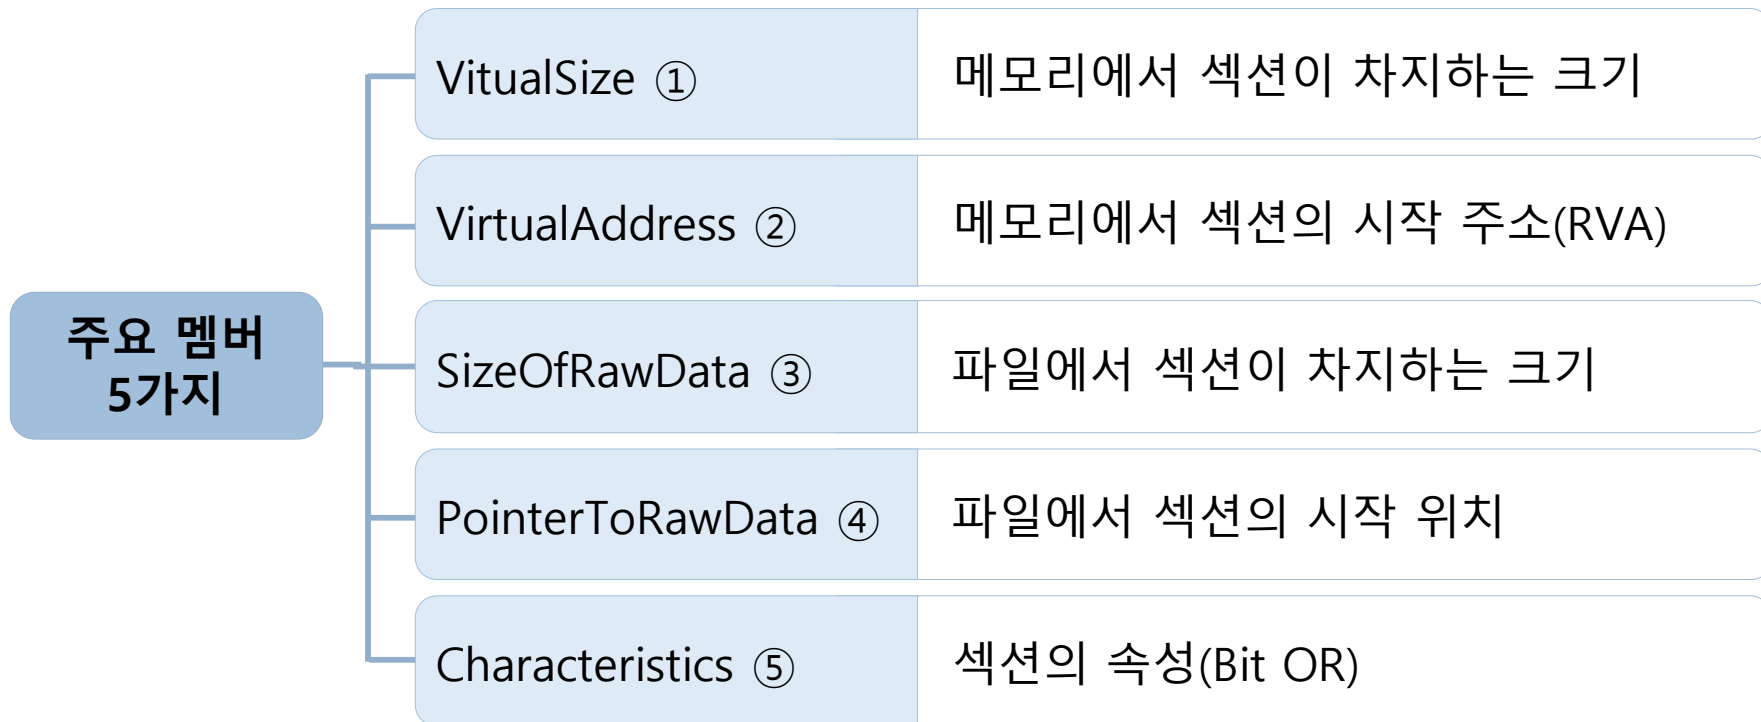 주요 멤버
5가지
VitualSize ① 메모리에서 섹션이 차지하는 크기
VirtualAddress ② 메모리에서 섹션의 시작 주소(RVA)
SizeOfRawData ③ 파일에서 섹션이 차지하는 크기
PointerToRawData ④ 파일에서 섹션의 시작 위치
Characteristics ⑤ 섹션의 속성(Bit OR)